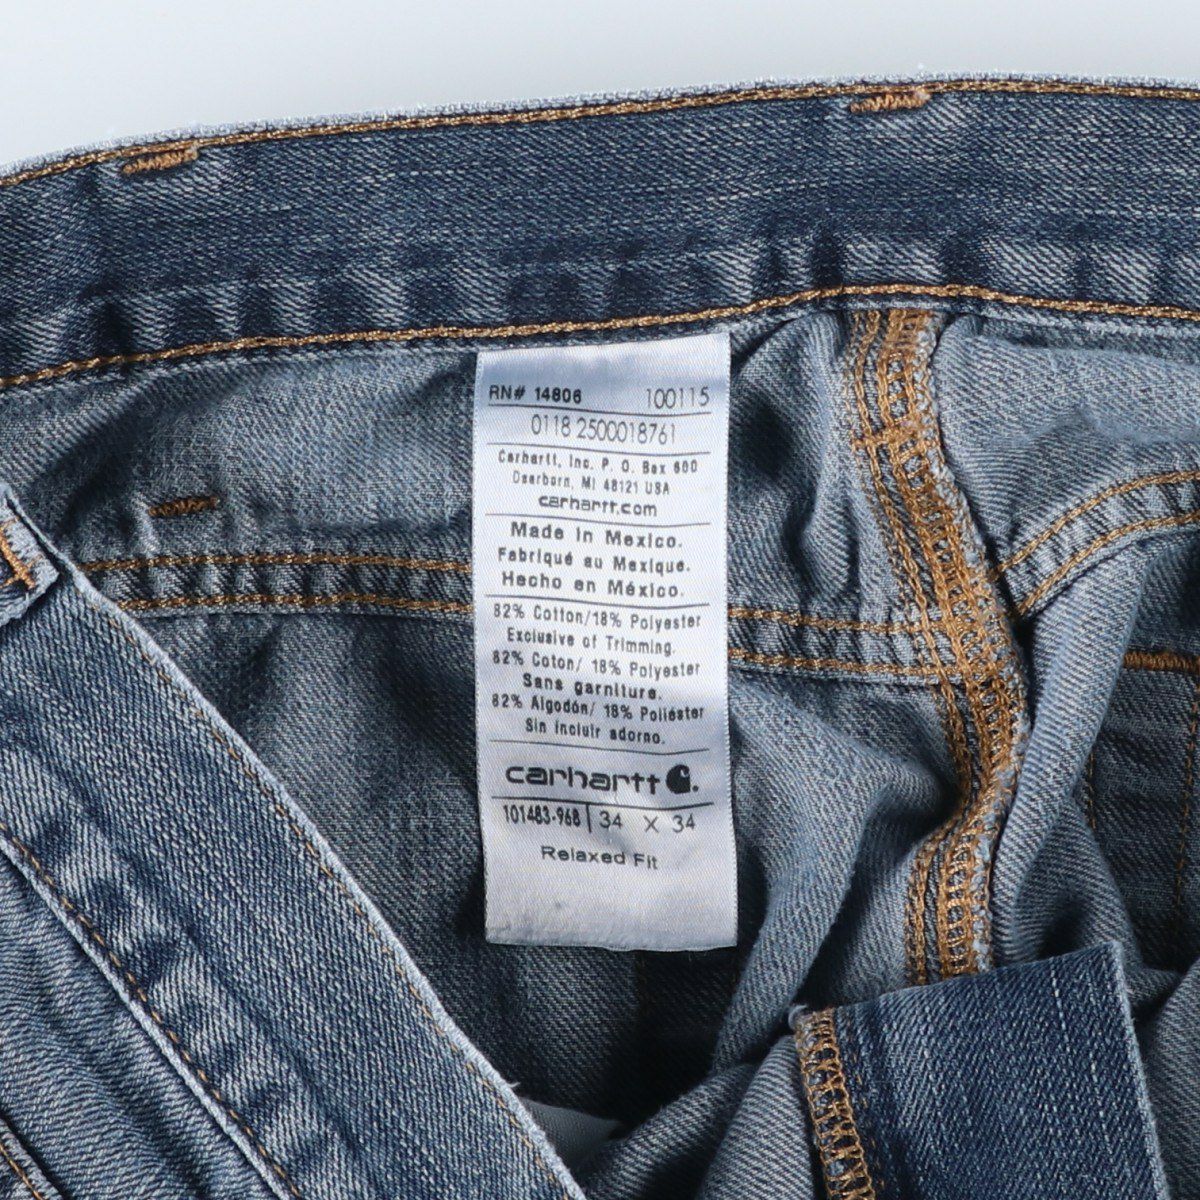 RN# 14806 100115
0118 2500018761
Carhartt, Inc. P. O. Box 600
Dearborn, MI 48121 USA
carhartt.com
Made in Mexico.
Fabriqué au Mexique.
Hecho en México.
82% Cotton/18% Polyester
Exclusive of Trimming.
82% Coton/ 18% Polyester
Sans garniture.
82% Algodón/ 18% Poliéster
Sin incluir adorno.
carhartt
101483-968 | 34 X 34
Relaxed Fit